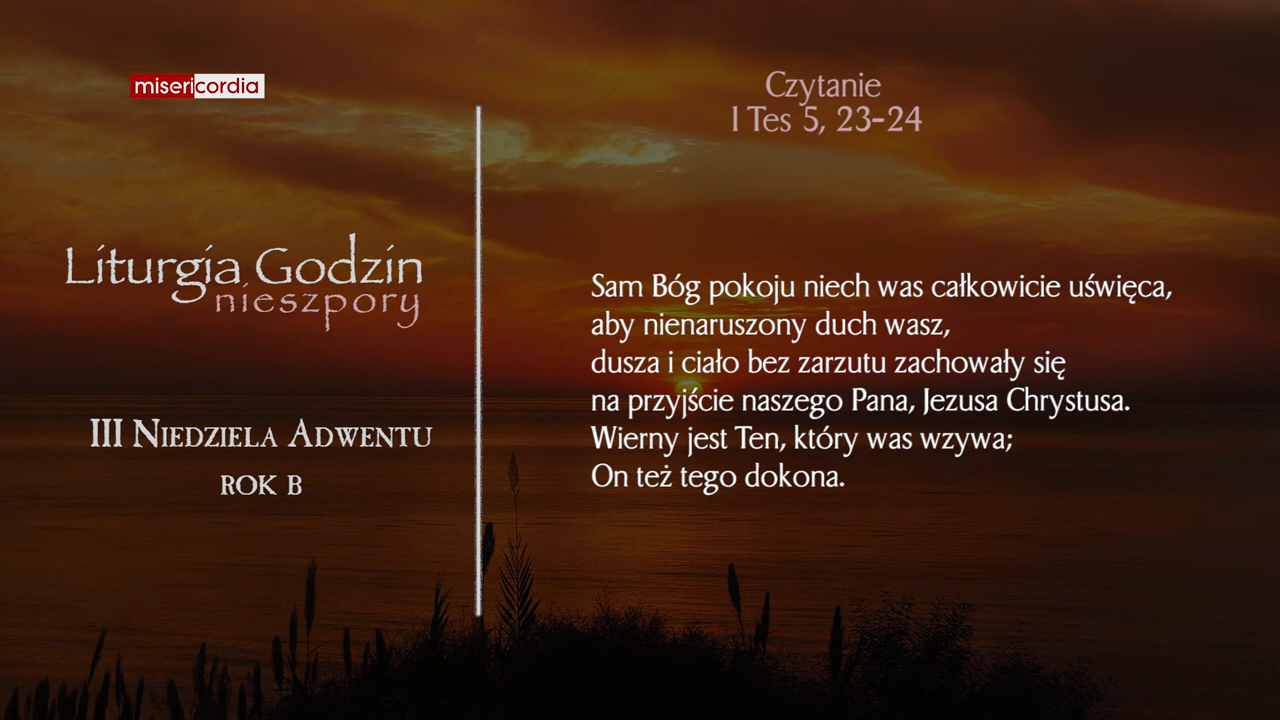 misericordia
Liturgia Godzin
nieszpory
III Niedziela Adwentu
rok B
Czytanie
1 Tes 5, 23-24
Sam Bóg pokoju niech was całkowicie uświęca,
aby nienaruszony duch wasz,
dusza i ciało bez zarzutu zachowały się
na przyjście naszego Pana, Jezusa Chrystusa.
Wierny jest Ten, który was wzywa;
On też tego dokona.